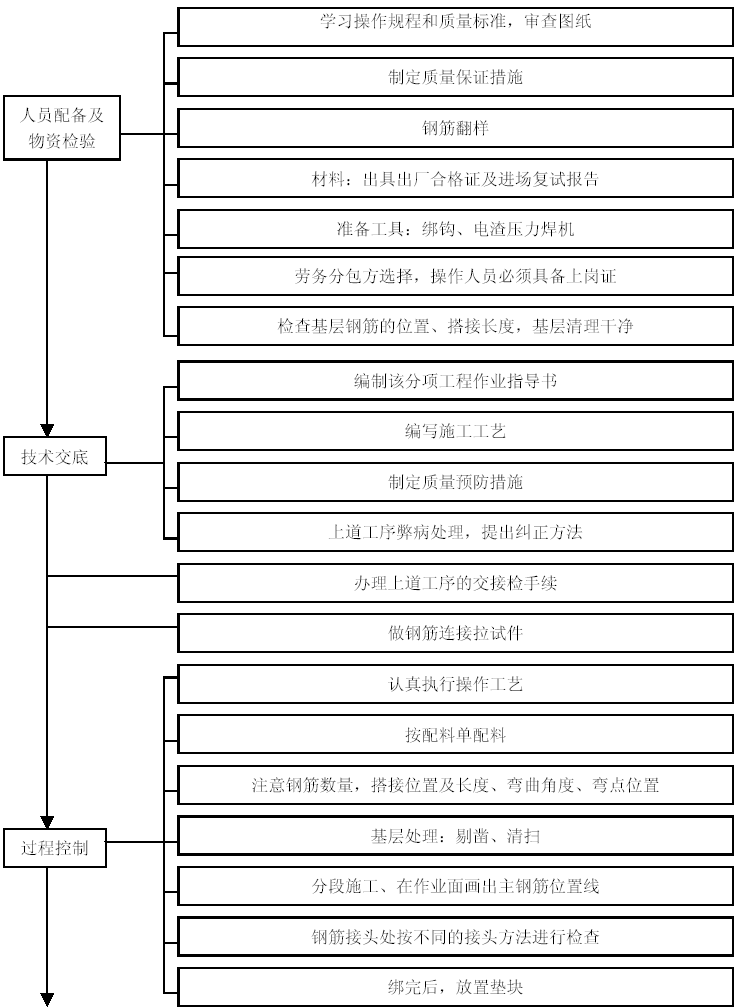 学习操作规程和质量标准，审查图纸
制定质量保证措施
人员配备及
物资检验
钢筋翻样
材料：出具出厂合格证及进场复试报告
准备工具：绑钩、电渣压力焊机
劳务分包方选择，操作人员必须具备上岗证
检查基层钢筋的位置、搭接长度，基层清理干净
编制该分项工程作业指导书
编写施工工艺
技术交底
制定质量预防措施
上道工序弊病处理，提出纠正方法
办理上道工序的交接检手续
做钢筋连接拉试件
认真执行操作工艺
按配料单配料
注意钢筋数量，搭接位置及长度、弯曲角度、弯点位置
基层处理：剔凿、清扫
过程控制
分段施工、在作业面画出主钢筋位置线
钢筋接头处按不同的接头方法进行检查
绑完后，放置垫块